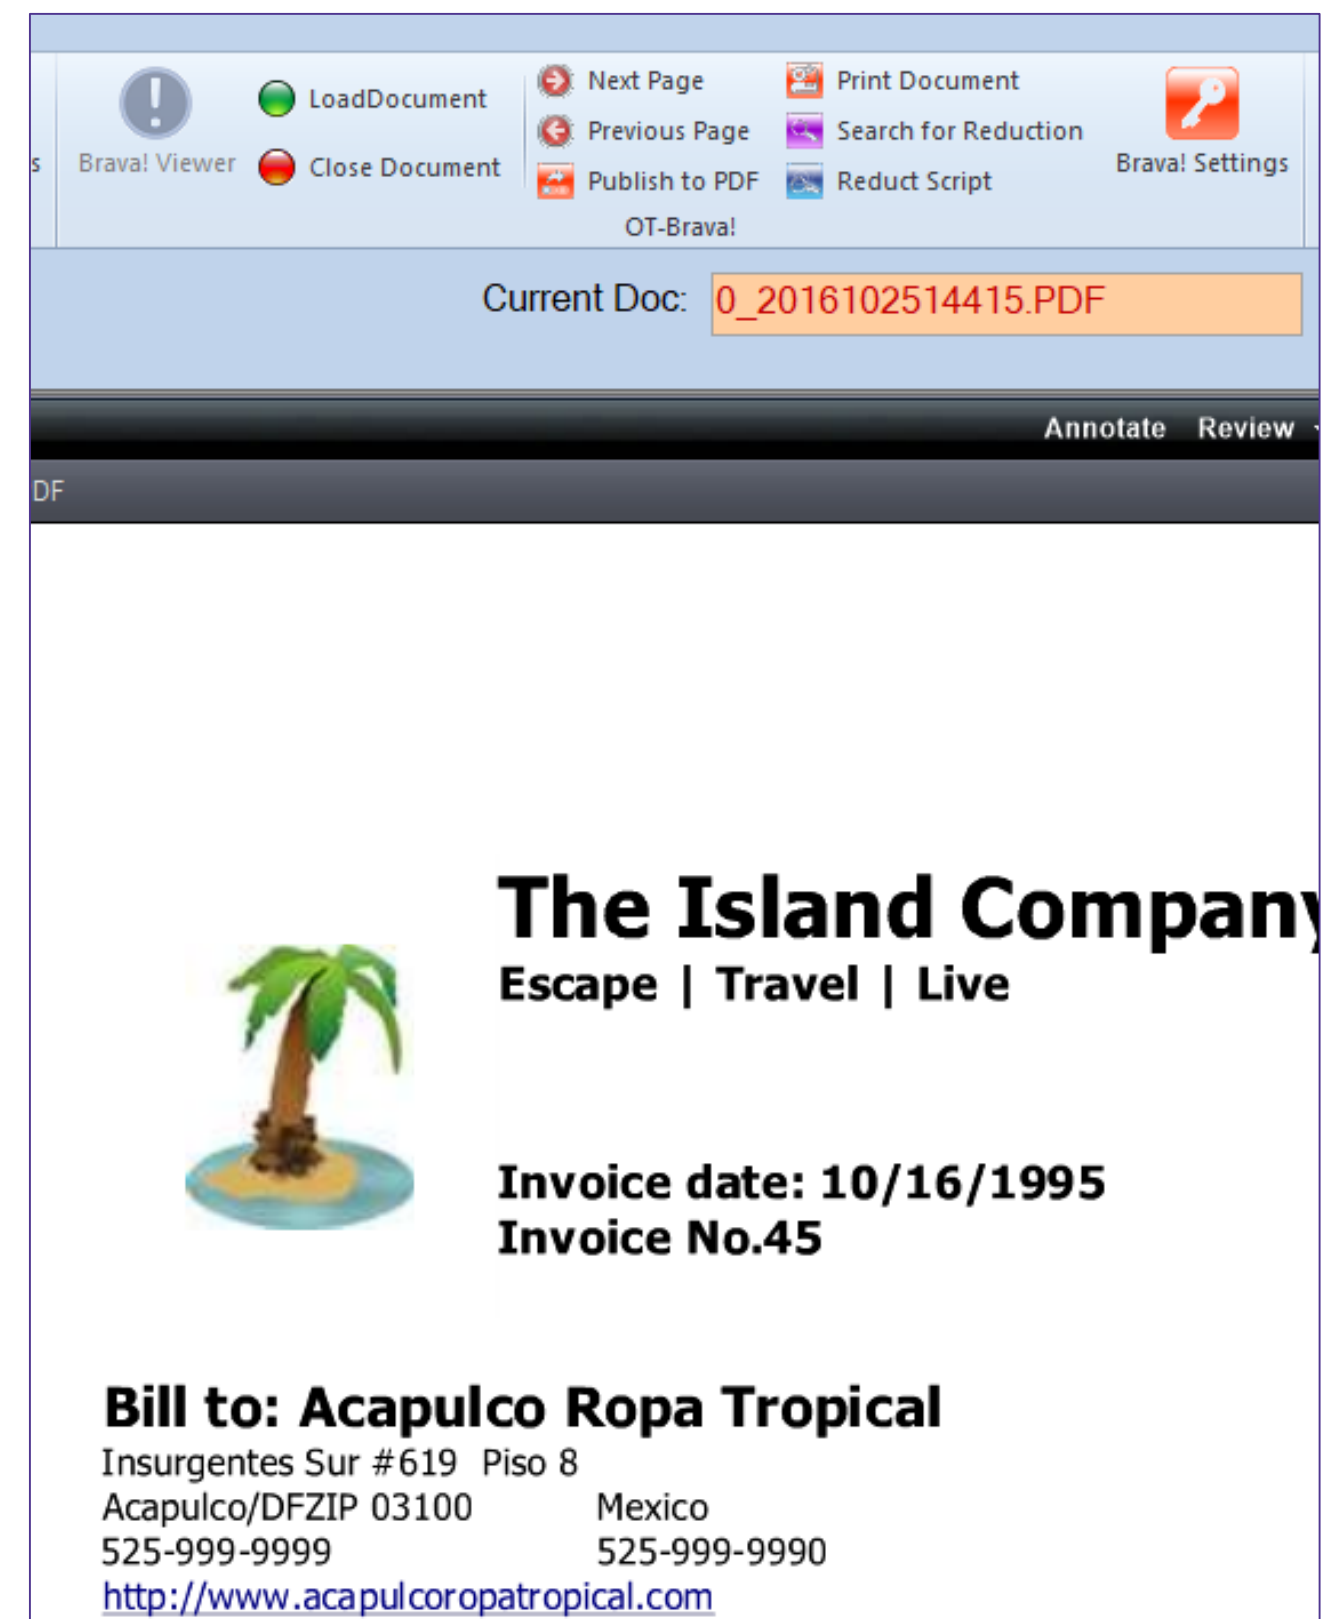 s
Brava! Viewer
LoadDocument
Close Document
Next Page
Previous Page
Publish to PDF
Print Document
Search for Reduction
Reduct Script
OT-Brava!
Brava! Settings
Current Doc: 0_2016102514415.PDF
Annotate Review
DF
The Island Company
Escape | Travel | Live
Invoice date: 10/16/1995
Invoice No.45
Bill to: Acapulco Ropa Tropical
Insurgentes Sur #619 Piso 8
Acapulco/DFZIP 03100 Mexico
525-999-9999 525-999-9990
http://www.acapulcoropatropical.com